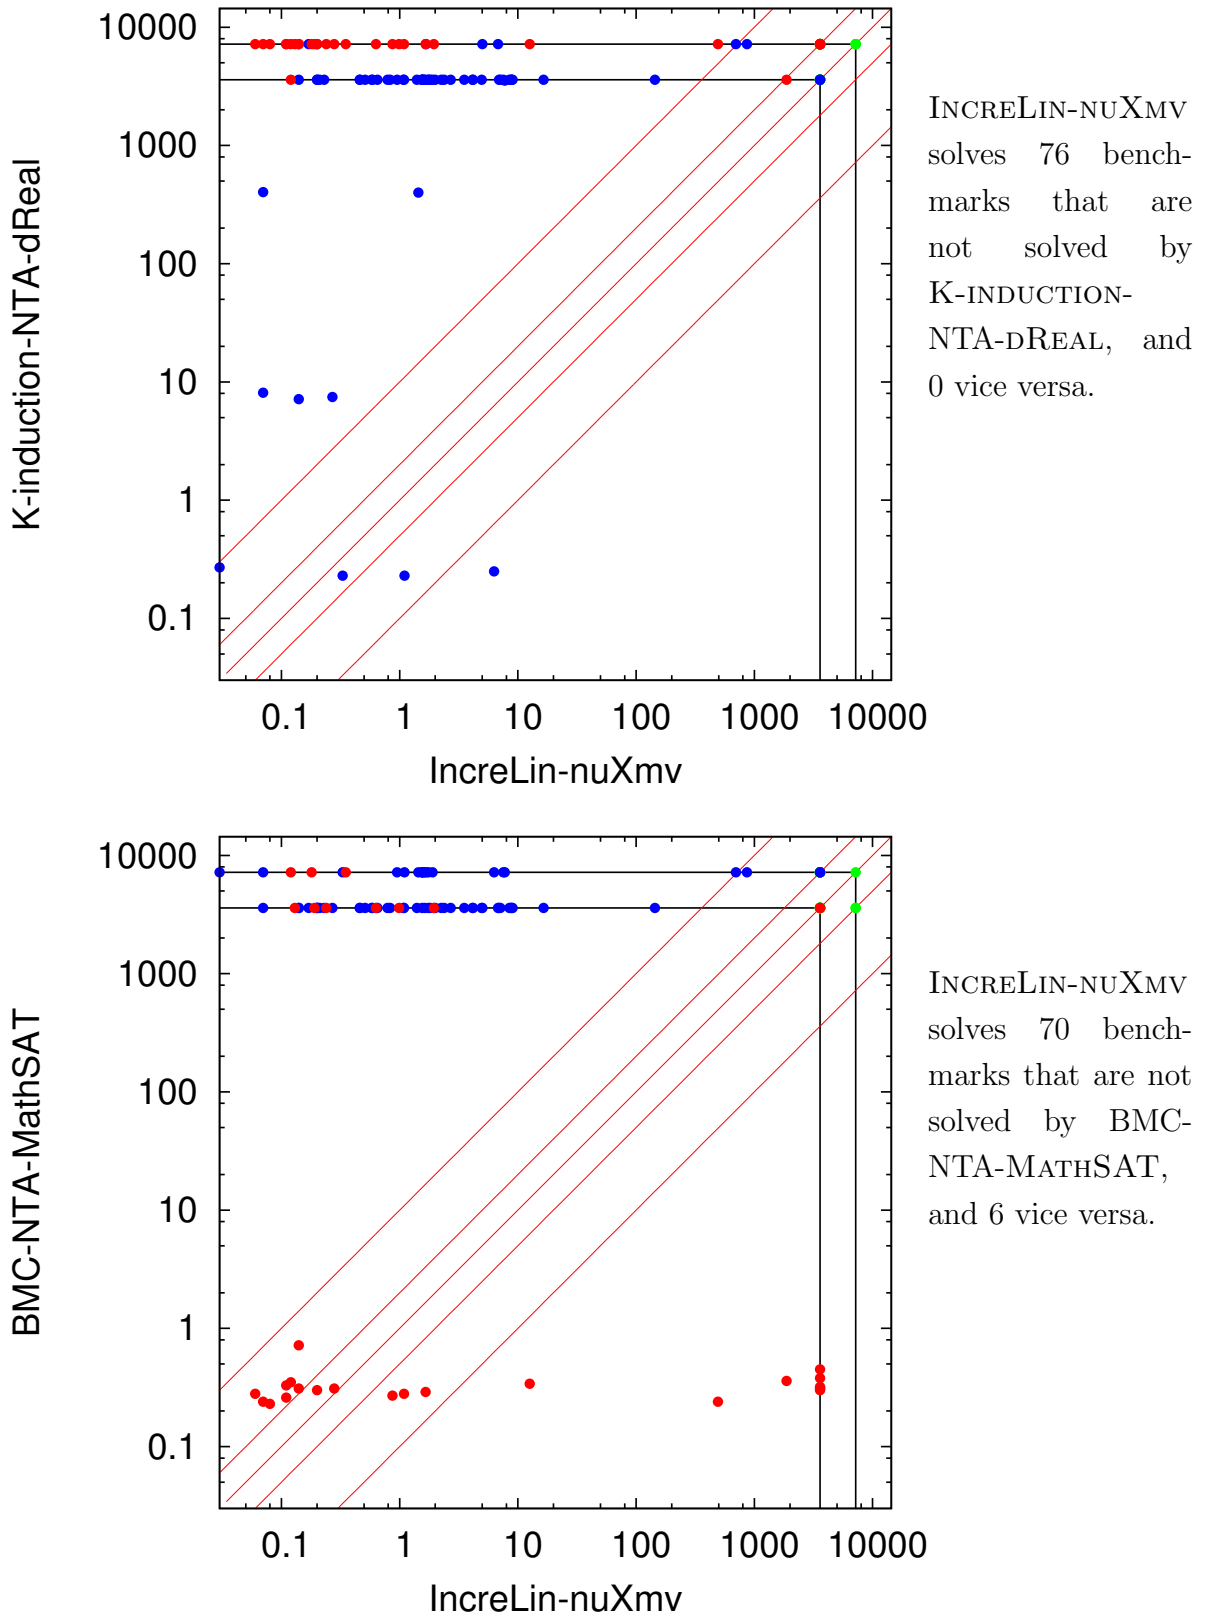 10000
1000
100
10
1
0.1
K-induction-NTA-dReal
0.1 1 10 100 1000 10000
IncreLin-nuXmv
INCRELIN-NUXMV
solves 76 bench-
marks that are
not solved by
K-INDUCTION-
NTA-DREAL, and
0 vice versa.
10000
1000
100
10
1
0.1
BMC-NTA-MathSAT
0.1 1 10 100 1000 10000
IncreLin-nuXmv
INCRELIN-NUXMV
solves 70 bench-
marks that are not
solved by BMC-
NTA-MATHSAT,
and 6 vice versa.